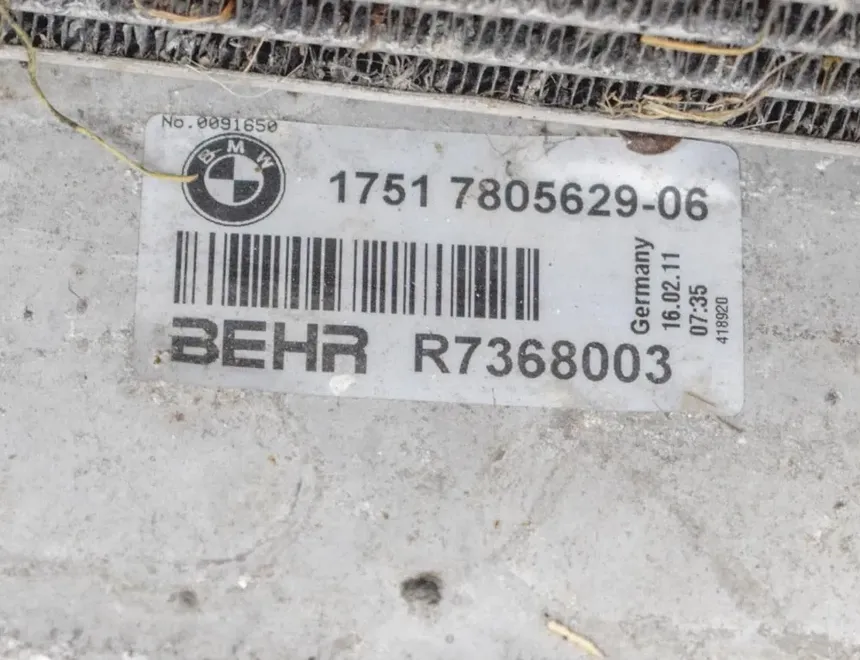 No.0091650
BMW
1751 7805629-06
Germany
16.02.11
07:35
418920
BEHR R7368003